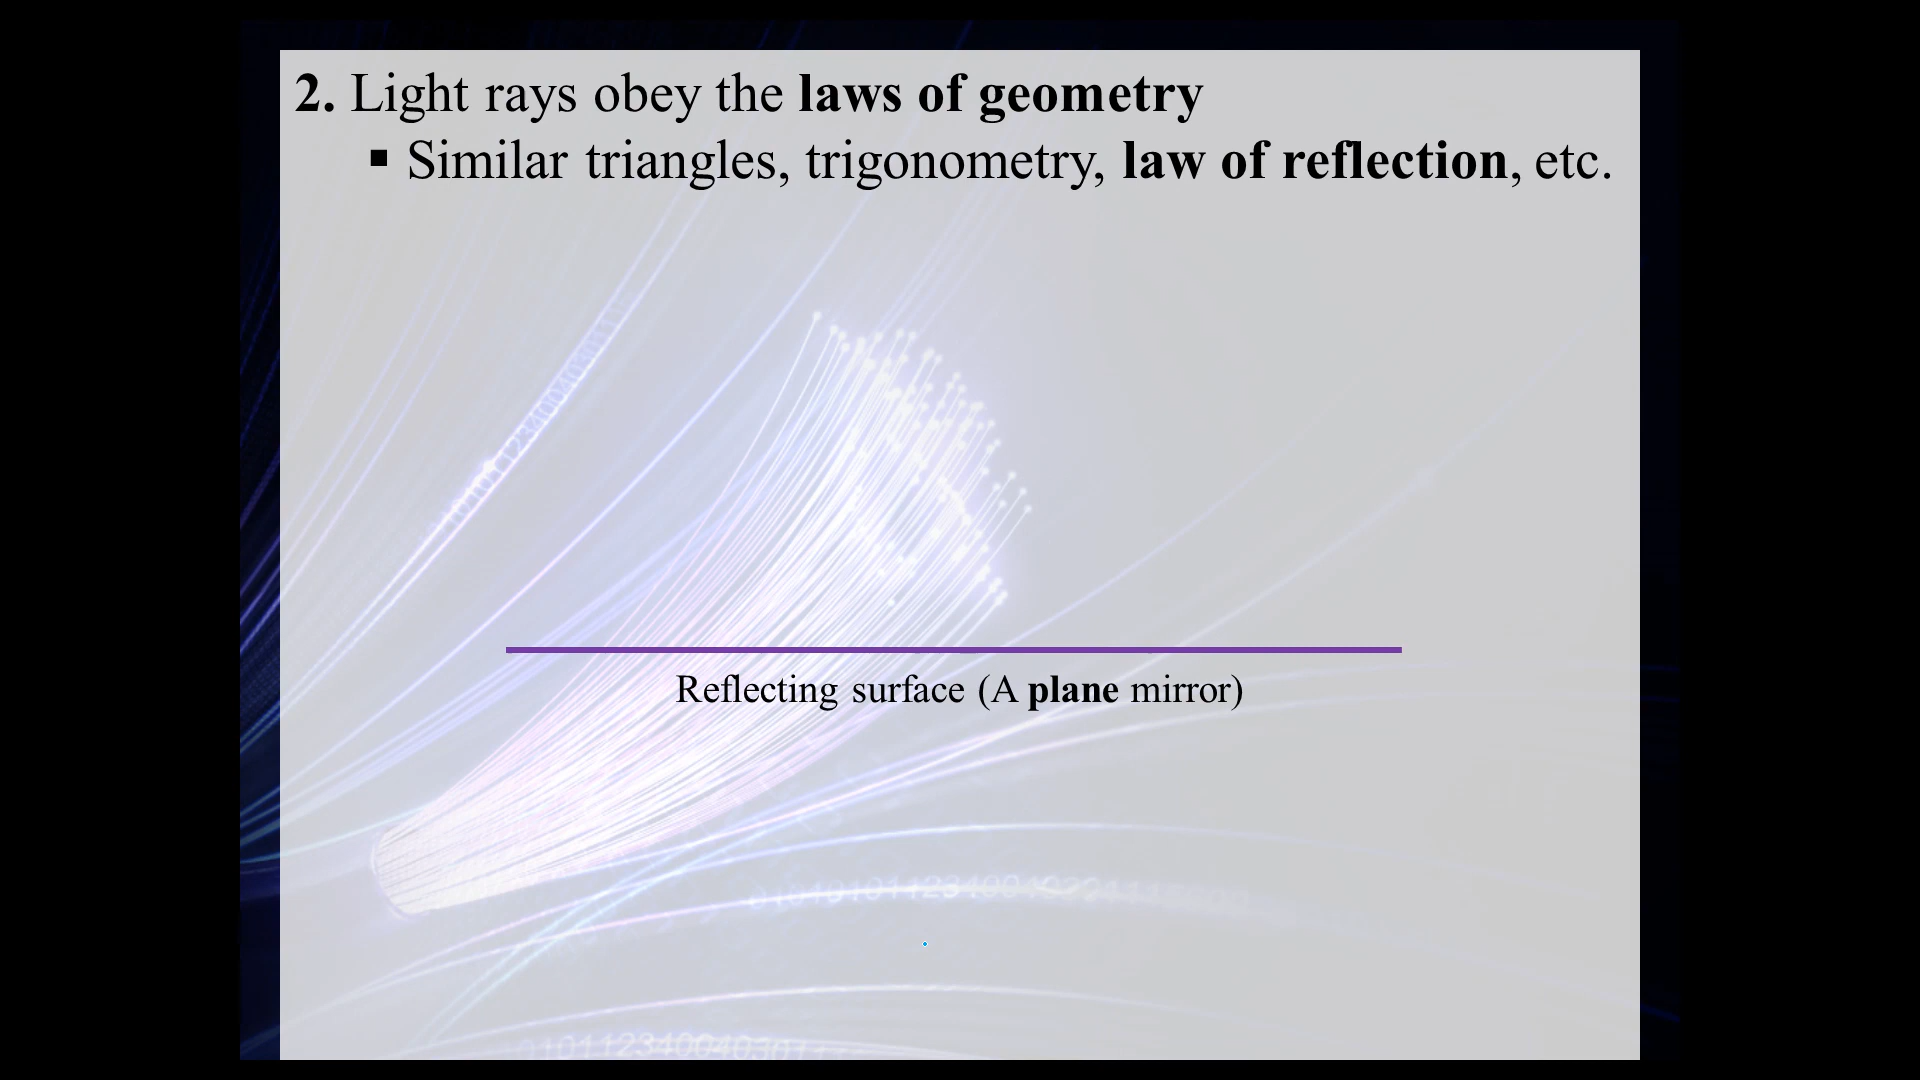 2. Light rays obey the laws of geometry
▪ Similar triangles, trigonometry, law of reflection, etc.
Reflecting surface (A plane mirror)